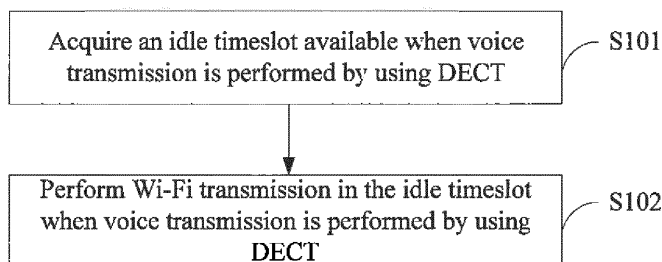 Acquire an idle timeslot available when voice
transmission is performed by using DECT
S101
Perform Wi-Fi transmission in the idle timeslot
when voice transmission is performed by using
DECT
S102